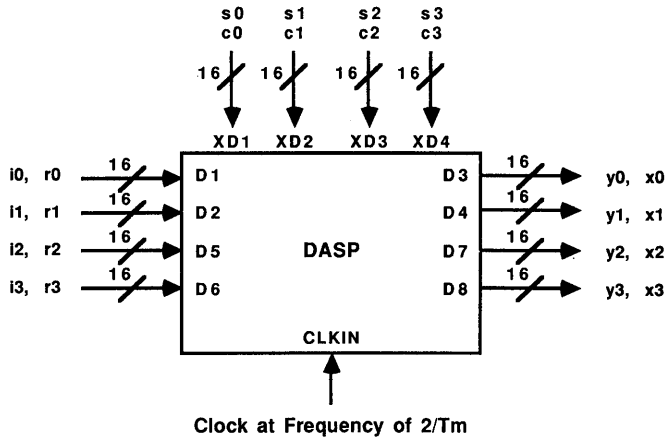 s0 s1 s2 s3
c0 c1 c2 c3
16 16 16 16
XD1 XD2 XD3 XD4
i0, r0 16 D1 D3 16 y0, x0
i1, r1 16 D2 D4 16 y1, x1
i2, r2 16 D5 DASP D7 16 y2, x2
i3, r3 16 D6 D8 16 y3, x3
CLKIN
Clock at Frequency of 2/Tm